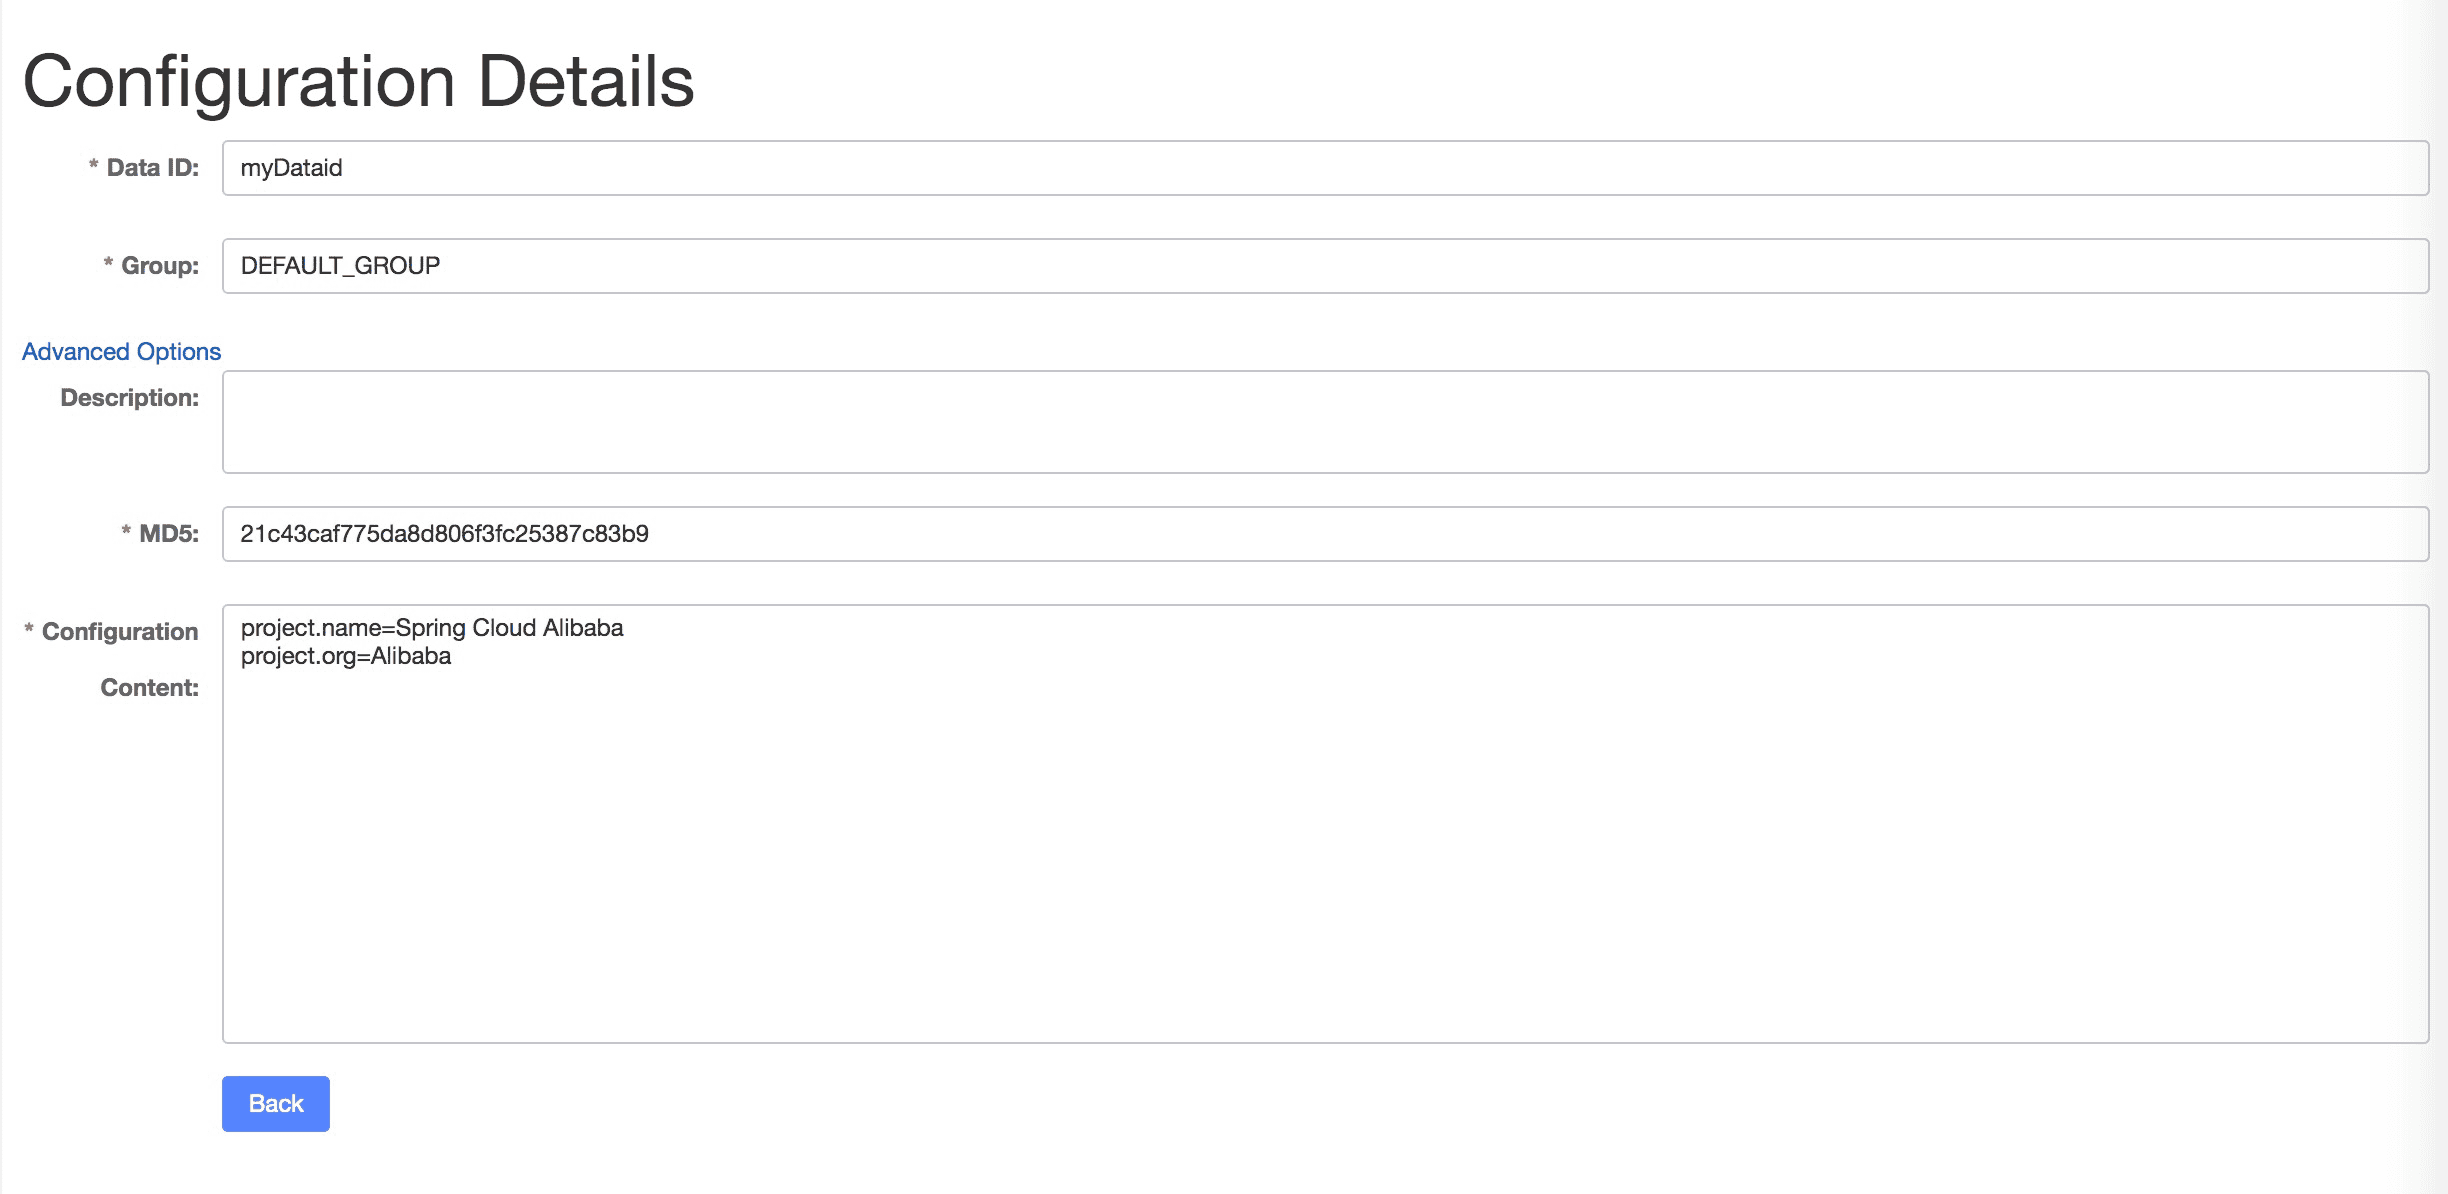 Configuration Details
* Data ID: myDataid
* Group: DEFAULT_GROUP
Advanced Options
Description:
* MD5: 21c43caf775da8d806f3fc25387c83b9
* Configuration Content:
project.name=Spring Cloud Alibaba
project.org=Alibaba
Back